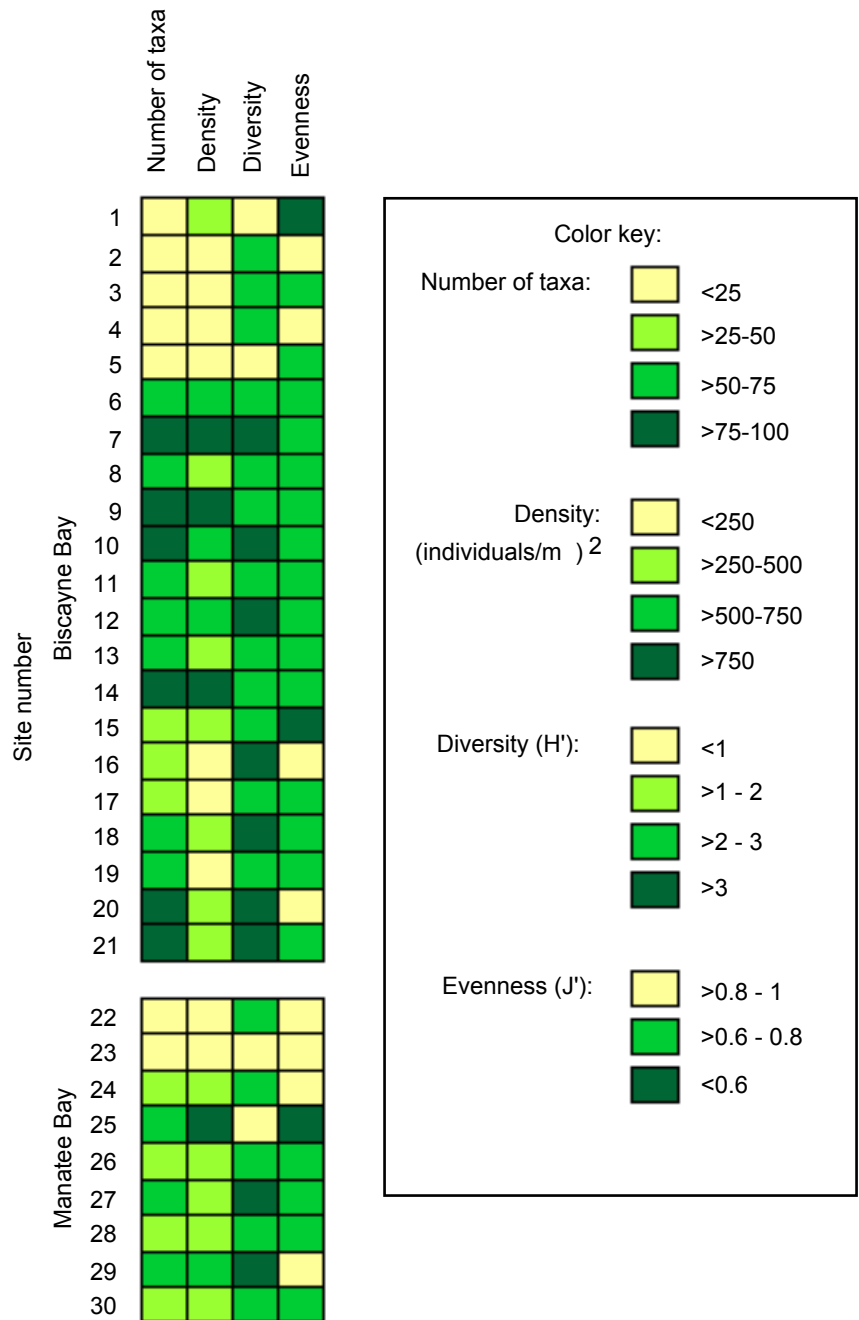 Number of taxa
Density
Diversity
Evenness
Site number
Biscayne Bay
1
2
3
4
5
6
7
8
9
10
11
12
13
14
15
16
17
18
19
20
21
Manatee Bay
22
23
24
25
26
27
28
29
30
Color key:
Number of taxa:
<25
>25-50
>50-75
>75-100
Density:
(individuals/m ) 2
<250
>250-500
>500-750
>750
Diversity (H'):
<1
>1 - 2
>2 - 3
>3
Evenness (J'):
>0.8 - 1
>0.6 - 0.8
<0.6